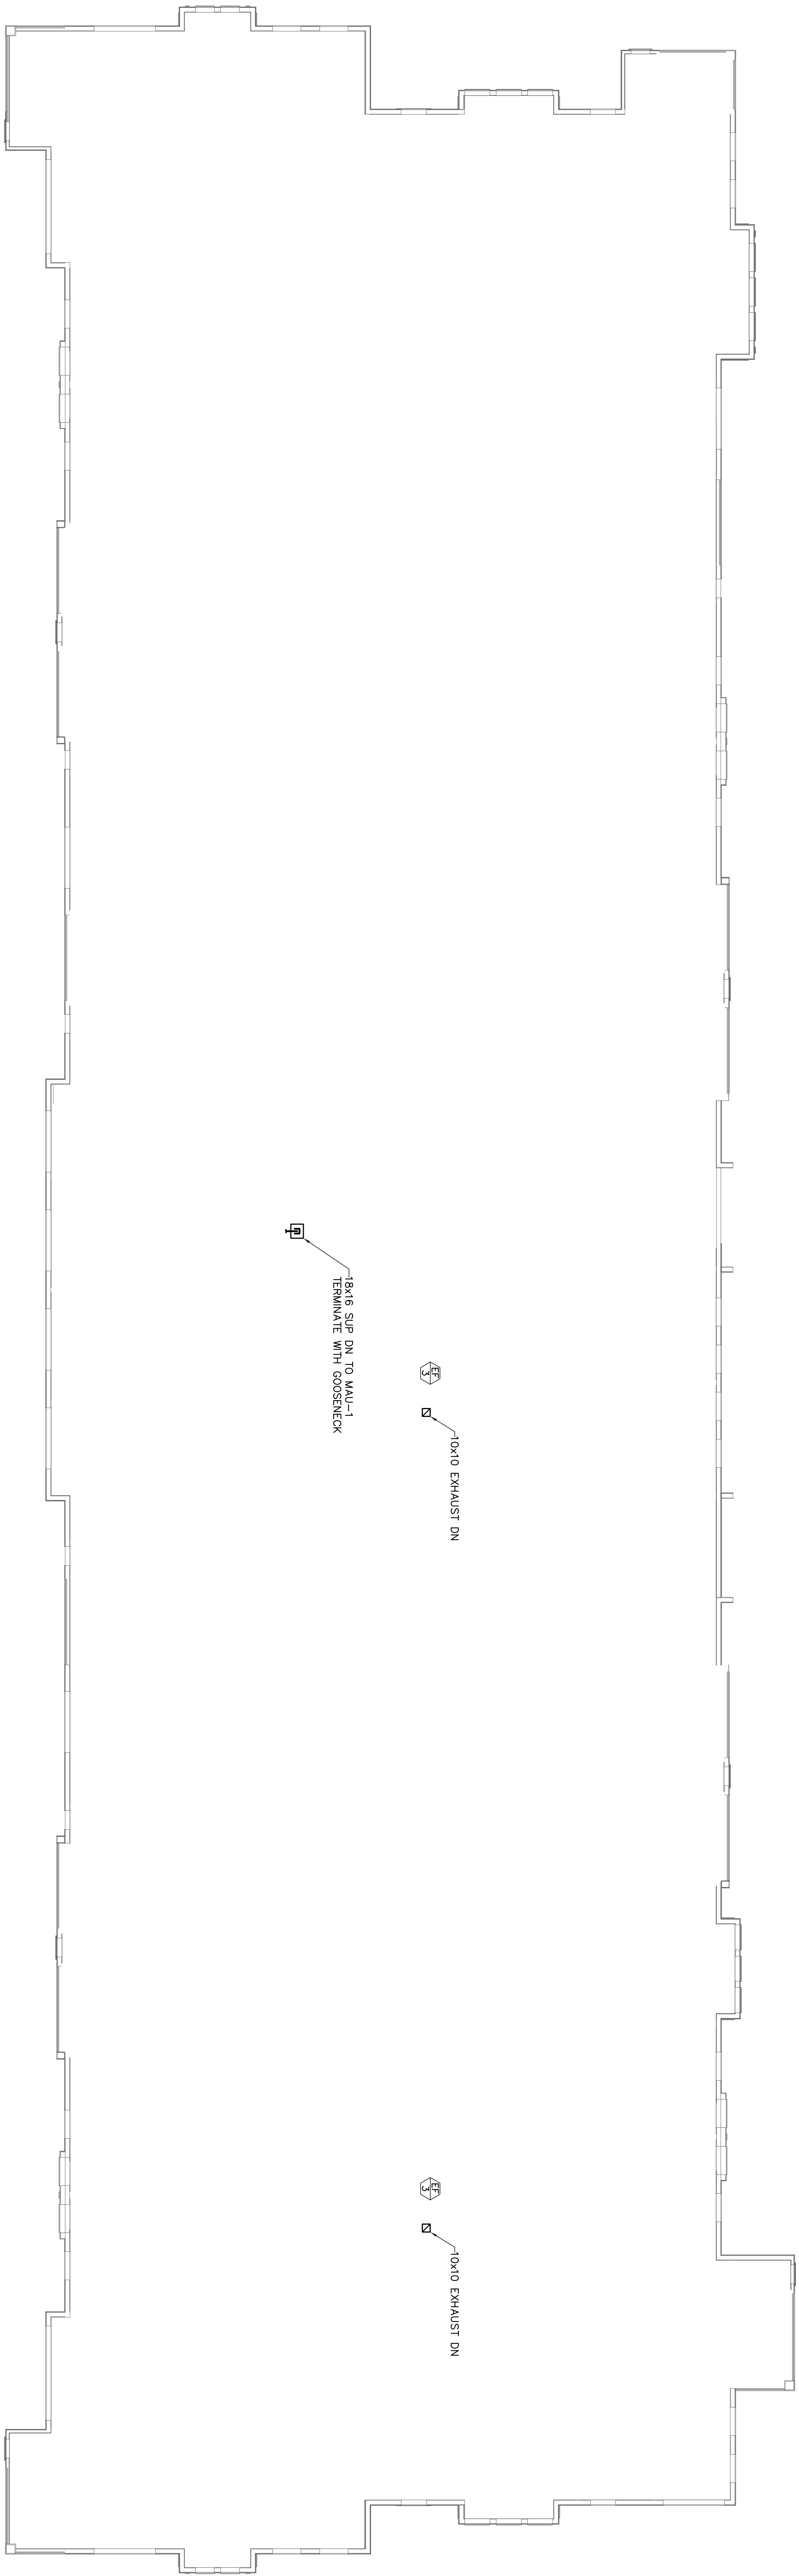 18x16 SUP DN TO MAU-1
TERMINATE WITH GOOSENECK
EF
3
10x10 EXHAUST DN
EF
3
10x10 EXHAUST DN